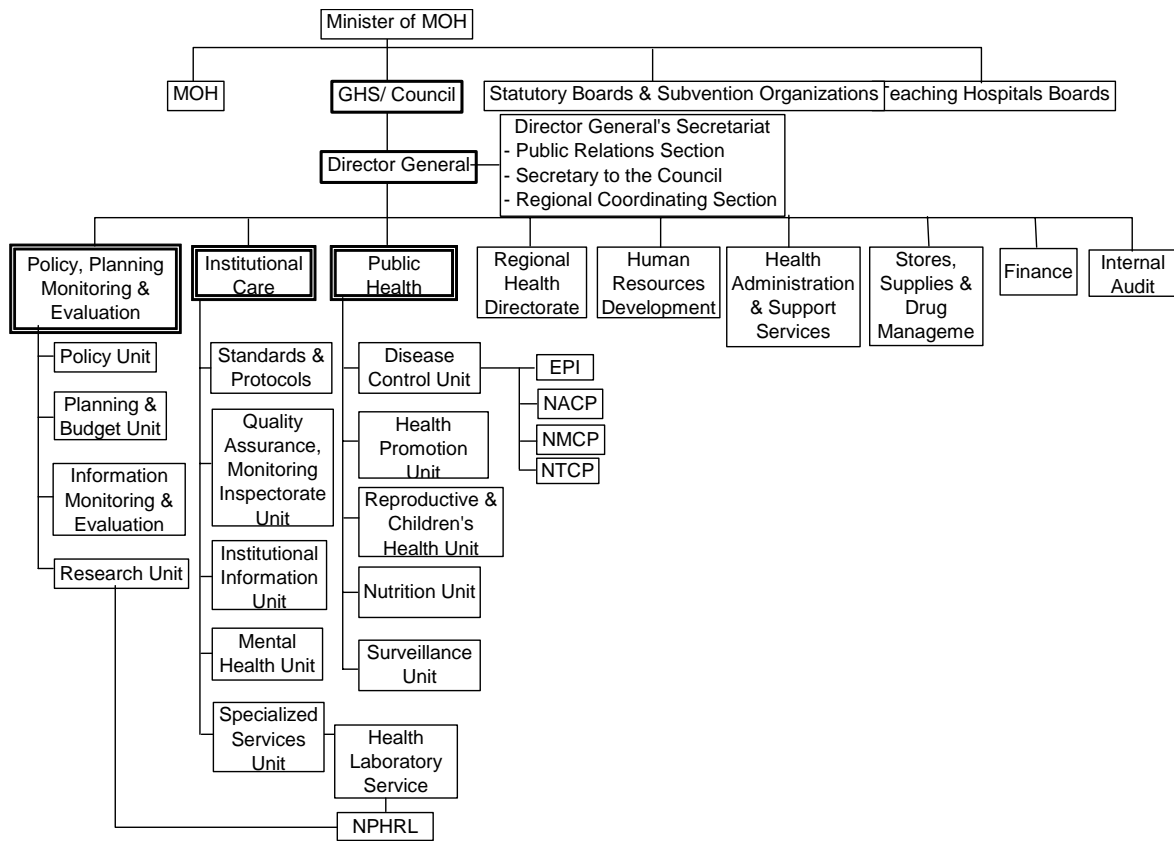 Minister of MOH
MOH
GHS/ Council
Statutory Boards & Subvention Organizations
Teaching Hospitals Boards
Director General
Director General's Secretariat
- Public Relations Section
- Secretary to the Council
- Regional Coordinating Section
Policy, Planning
Monitoring &
Evaluation
Institutional
Care
Public
Health
Regional
Health
Directorate
Human
Resources
Development
Health
Administration
& Support
Services
Stores,
Supplies &
Drug
Manageme
Finance
Internal
Audit
Policy Unit
Planning &
Budget Unit
Information
Monitoring &
Evaluation
Research Unit
Standards &
Protocols
Quality
Assurance,
Monitoring
Inspectorate
Unit
Institutional
Information
Unit
Mental
Health Unit
Specialized
Services
Unit
Health
Laboratory
Service
NPHRL
Disease
Control Unit
Health
Promotion
Unit
Reproductive &
Children's
Health Unit
Nutrition Unit
Surveillance
Unit
EPI
NACP
NMCP
NTCP